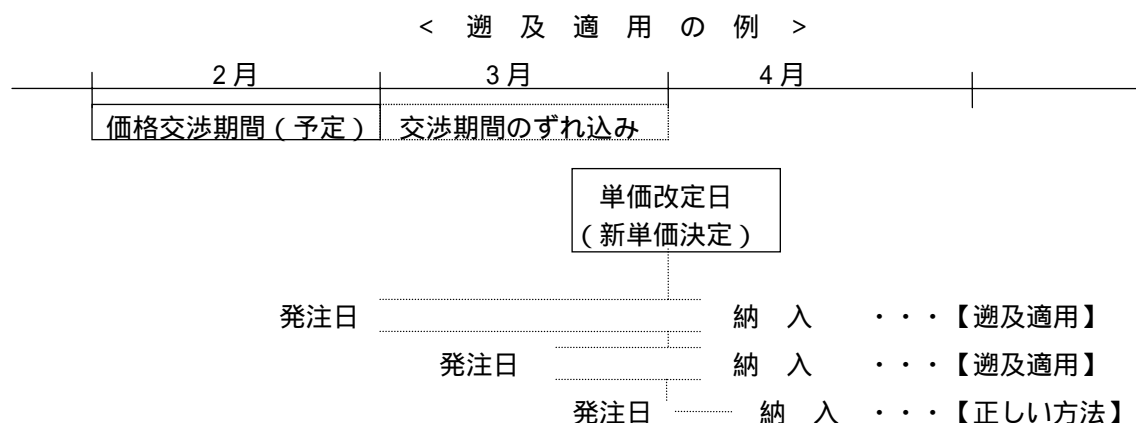 < 遡 及 適 用 の 例 >
2月 3月 4月
価格交渉期間(予定) 交渉期間のずれ込み
単価改定日
(新単価決定)
発注日 納 入 ・・・【遡及適用】
発注日 納 入 ・・・【遡及適用】
発注日 納 入 ・・・【正しい方法】